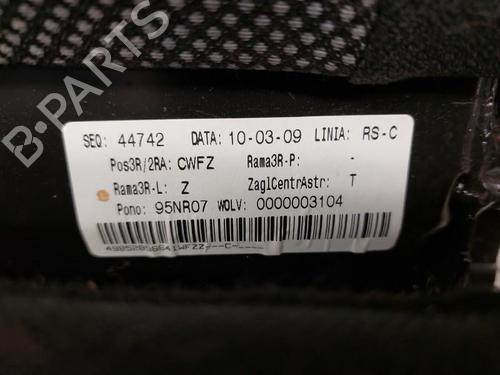 B-PARTS
SEQ: 44742 DATA: 10-03-09 LINIA: RS-C
Pos3R/2RA: CWFZ Rama3R-P: -
Rama3R-L: Z ZaglCentrAstr: T
Pono: 95NR07 WOLV: 0000003104